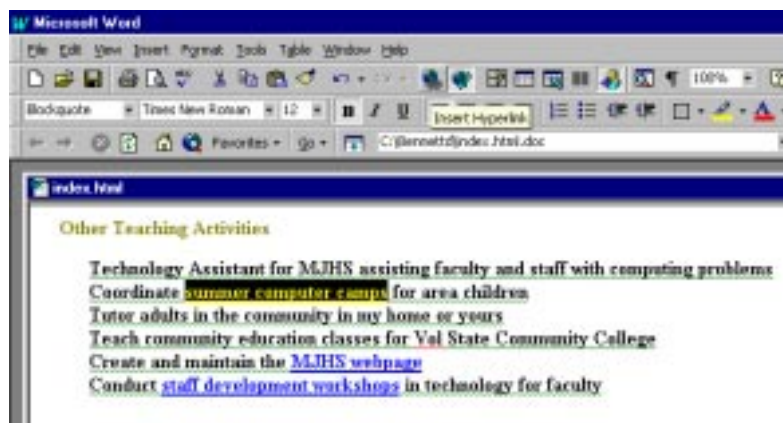 Microsoft Word
File Edit View Insert Format Tools Table Window Help
100%
Blockquote Times New Roman 12 B I U
Insert Hyperlink
Favorites Go C:\Bennettd\index.html.doc
index.html
Other Teaching Activities
Technology Assistant for MJHS assisting faculty and staff with computing problems
Coordinate summer computer camps for area children
Tutor adults in the community in my home or yours
Teach community education classes for Vol State Community College
Create and maintain the MJHS webpage
Conduct staff development workshops in technology for faculty